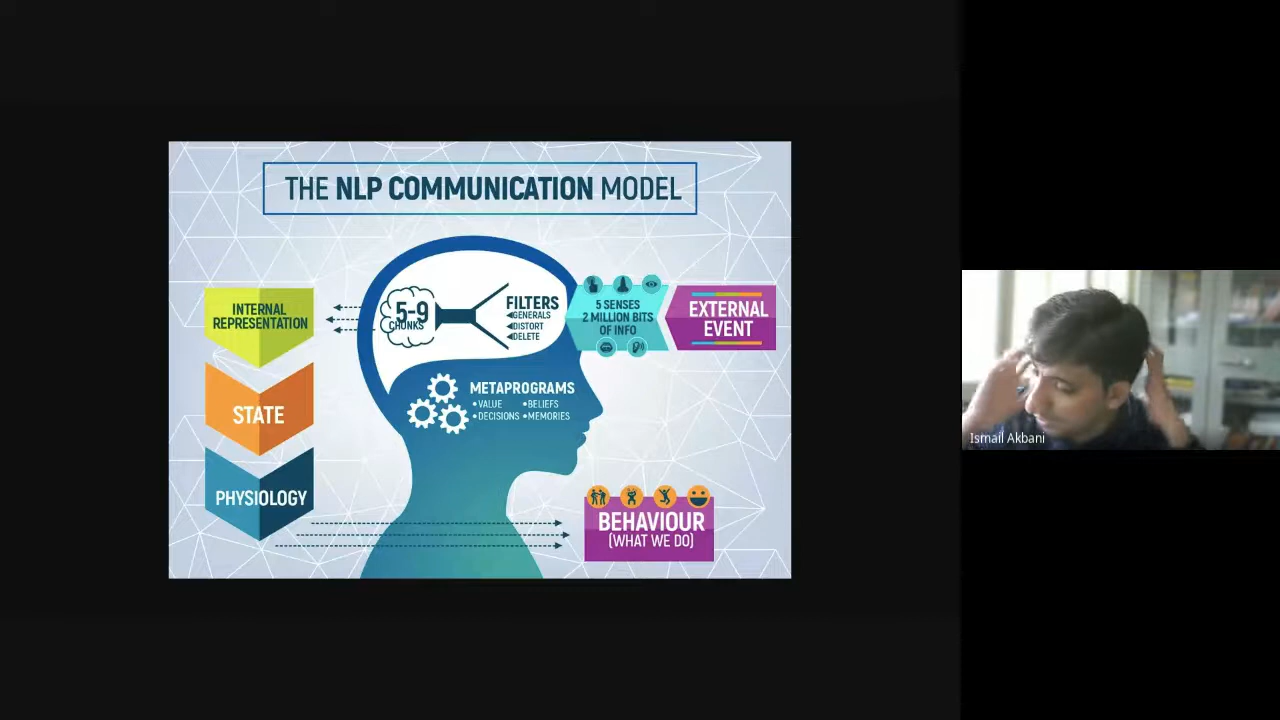 THE NLP COMMUNICATION MODEL
INTERNAL
REPRESENTATION
STATE
PHYSIOLOGY
5-9
CHUNKS
FILTERS
GENERALS
DISTORT
DELETE
5 SENSES
2 MILLION BITS
OF INFO
EXTERNAL
EVENT
METAPROGRAMS
• VALUE • BELIEFS
• DECISIONS • MEMORIES
BEHAVIOUR
(WHAT WE DO)
Ismail Akbani